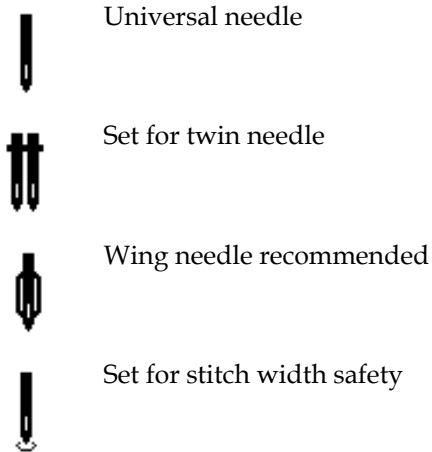 Universal needle
Set for twin needle
Wing needle recommended
Set for stitch width safety